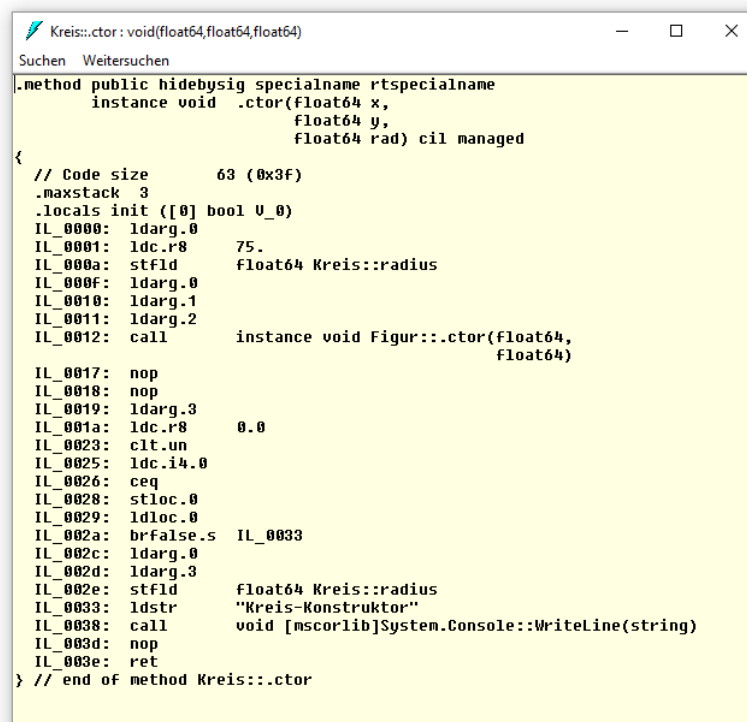 Kreis::.ctor : void(float64,float64,float64)
Suchen Weitersuchen
.method public hidebysig specialname rtspecialname
        instance void  .ctor(float64 x,
                             float64 y,
                             float64 rad) cil managed
{
  // Code size       63 (0x3f)
  .maxstack  3
  .locals init ([0] bool V_0)
  IL_0000:  ldarg.0
  IL_0001:  ldc.r8     75.
  IL_000a:  stfld      float64 Kreis::radius
  IL_000f:  ldarg.0
  IL_0010:  ldarg.1
  IL_0011:  ldarg.2
  IL_0012:  call       instance void Figur::.ctor(float64,
                                                  float64)
  IL_0017:  nop
  IL_0018:  nop
  IL_0019:  ldarg.3
  IL_001a:  ldc.r8     0.0
  IL_0023:  clt.un
  IL_0025:  ldc.i4.0
  IL_0026:  ceq
  IL_0028:  stloc.0
  IL_0029:  ldloc.0
  IL_002a:  brfalse.s  IL_0033
  IL_002c:  ldarg.0
  IL_002d:  ldarg.3
  IL_002e:  stfld      float64 Kreis::radius
  IL_0033:  ldstr      "Kreis-Konstruktor"
  IL_0038:  call       void [mscorlib]System.Console::WriteLine(string)
  IL_003d:  nop
  IL_003e:  ret
} // end of method Kreis::.ctor